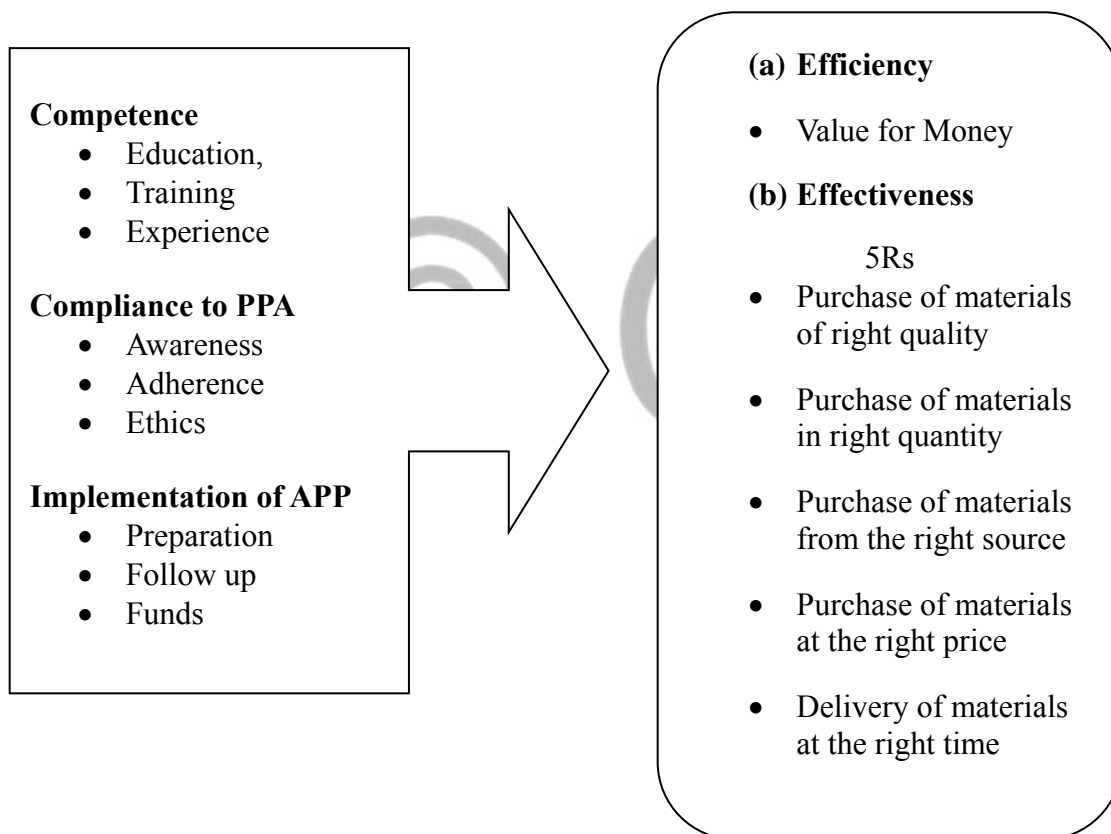 Competence
• Education,
• Training
• Experience
Compliance to PPA
• Awareness
• Adherence
• Ethics
Implementation of APP
• Preparation
• Follow up
• Funds
(a) Efficiency
• Value for Money
(b) Effectiveness
5Rs
• Purchase of materials
of right quality
• Purchase of materials
in right quantity
• Purchase of materials
from the right source
• Purchase of materials
at the right price
• Delivery of materials
at the right time